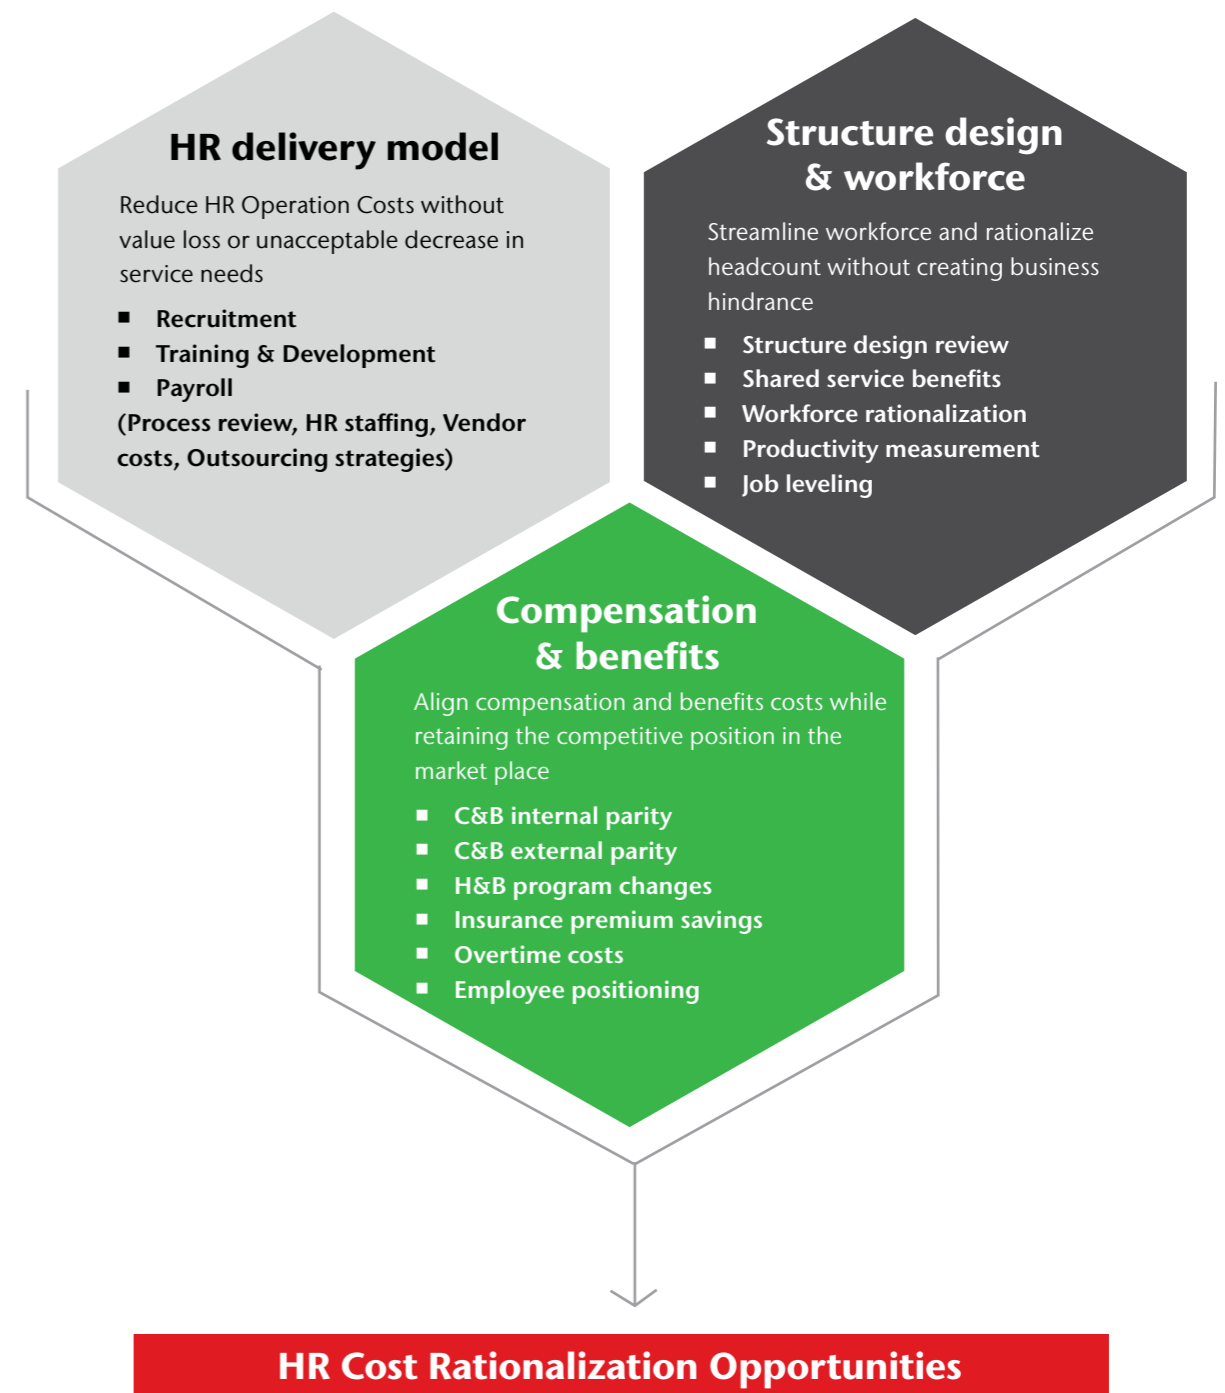 HR delivery model
Reduce HR Operation Costs without
value loss or unacceptable decrease in
service needs
▪ Recruitment
▪ Training & Development
▪ Payroll
(Process review, HR staffing, Vendor
costs, Outsourcing strategies)
Structure design
& workforce
Streamline workforce and rationalize
headcount without creating business
hindrance
▪ Structure design review
▪ Shared service benefits
▪ Workforce rationalization
▪ Productivity measurement
▪ Job leveling
Compensation
& benefits
Align compensation and benefits costs while
retaining the competitive position in the
market place
▪ C&B internal parity
▪ C&B external parity
▪ H&B program changes
▪ Insurance premium savings
▪ Overtime costs
▪ Employee positioning
HR Cost Rationalization Opportunities